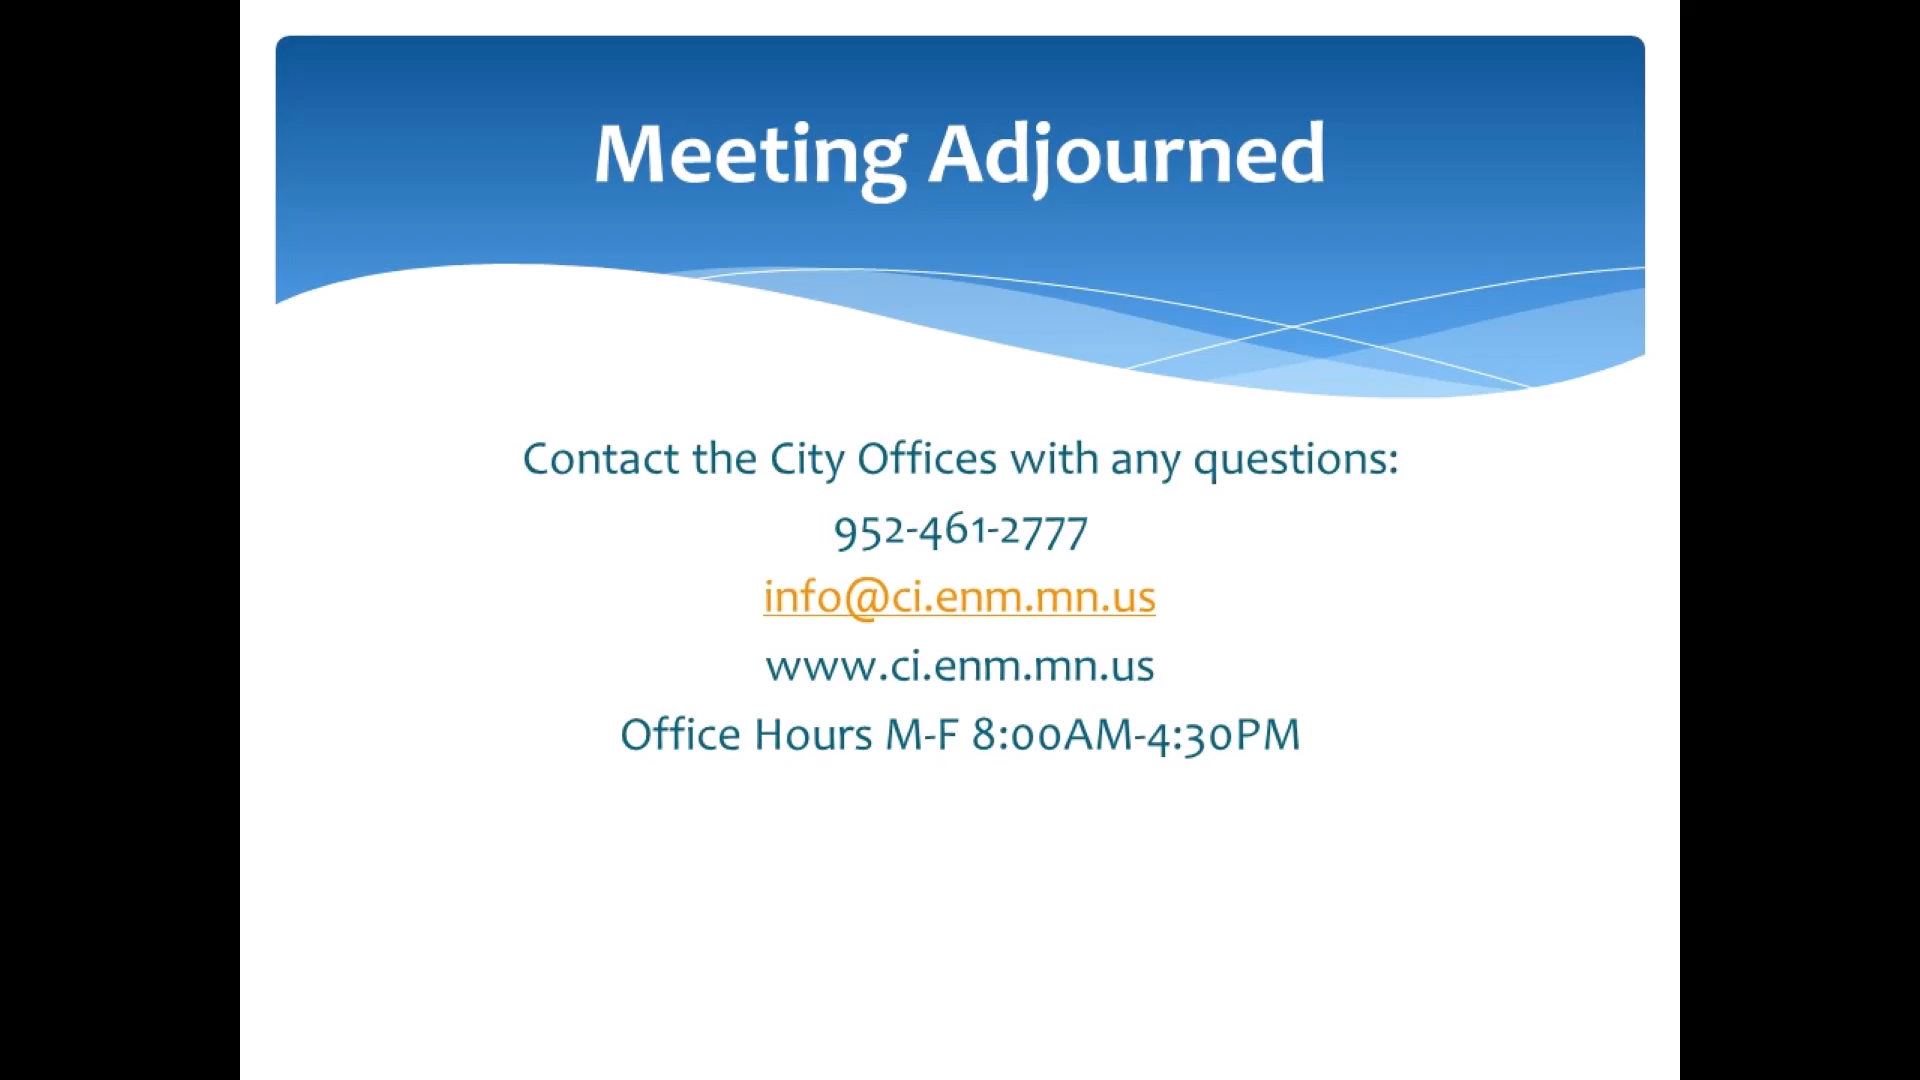 Meeting Adjourned
Contact the City Offices with any questions:
952-461-2777
info@ci.enm.mn.us
www.ci.enm.mn.us
Office Hours M-F 8:00AM-4:30PM